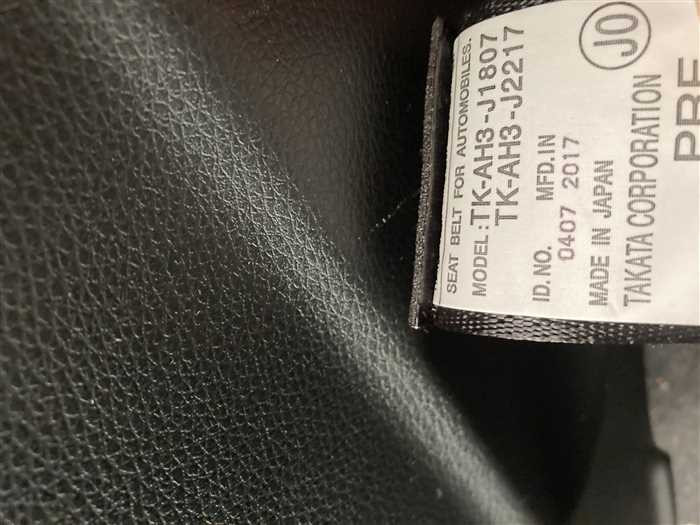 SEAT BELT FOR AUTOMOBILES.
MODEL:TK-AH3-J1807
TK-AH3-J2217
ID.NO. MFD.IN
0407 2017
MADE IN JAPAN
TAKATA CORPORATION
J0